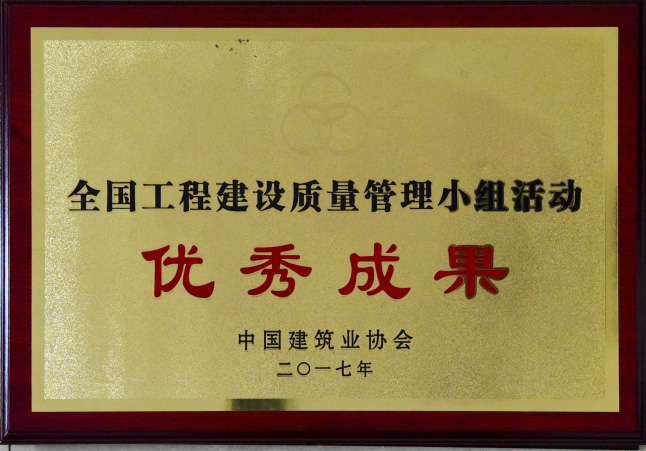 全国工程建设质量管理小组活动
优秀成果
中国建筑业协会
二〇一七年